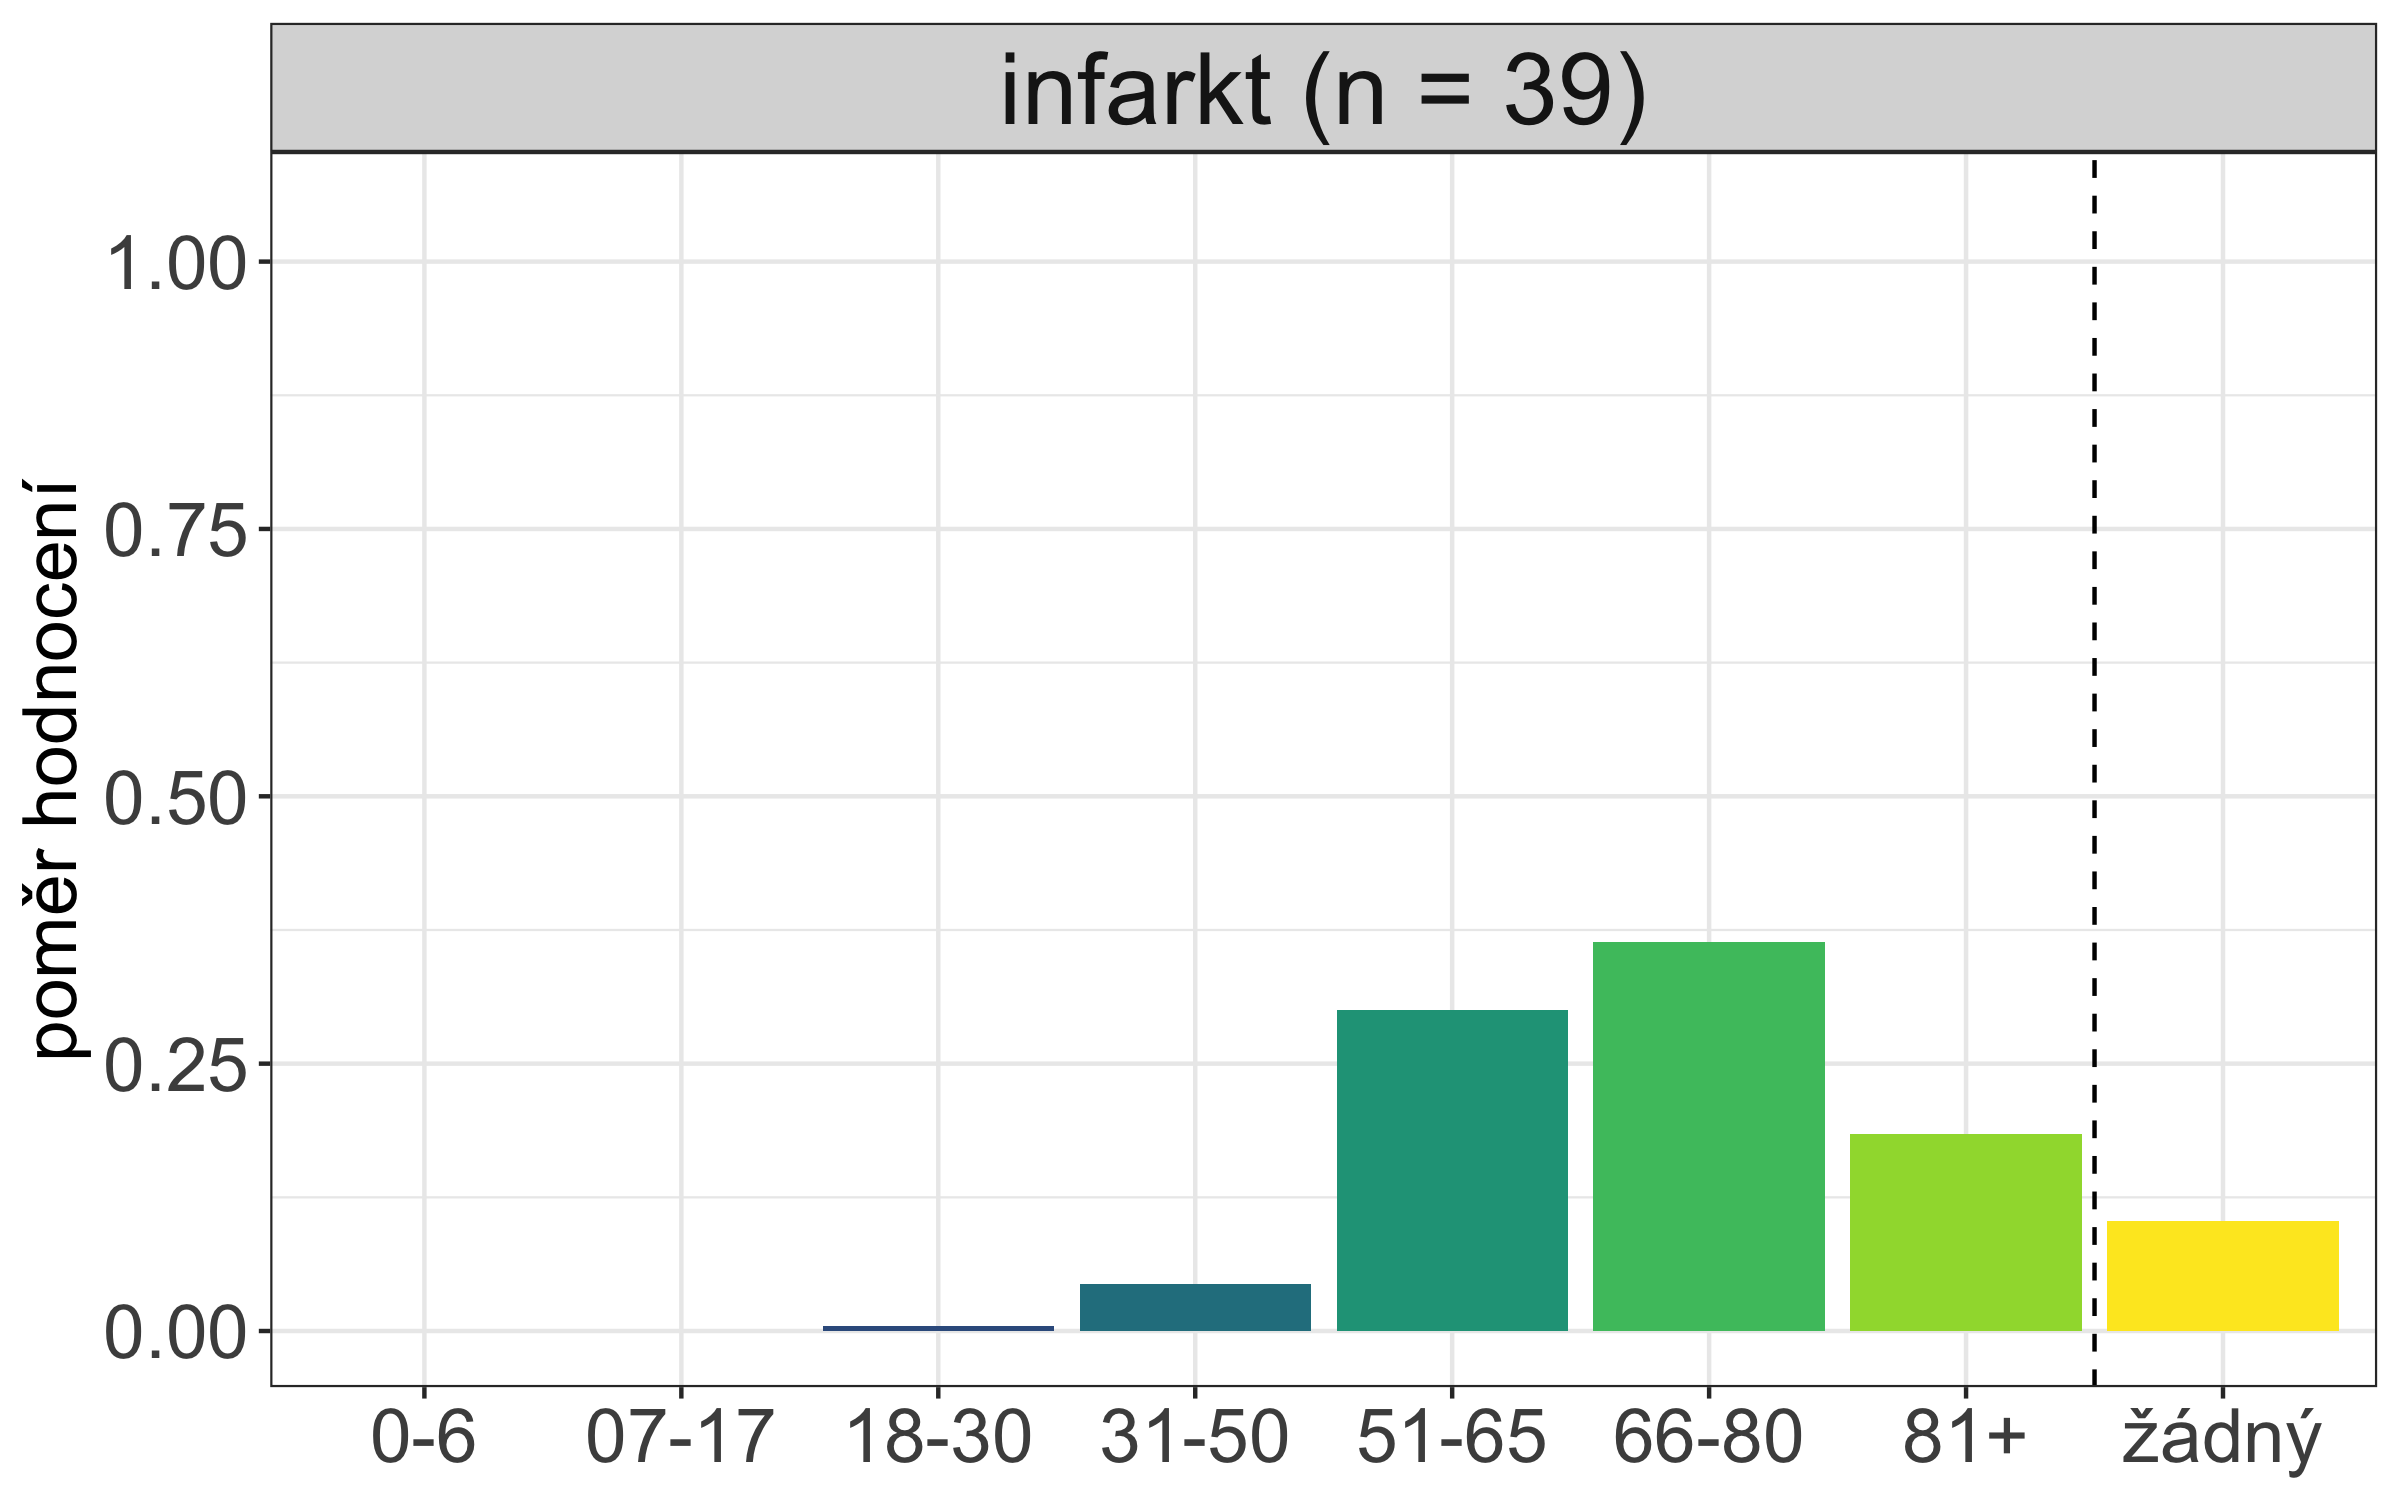 infarkt (n = 39)
poměr hodnocení
1.00
0.75
0.50
0.25
0.00
0-6 07-17 18-30 31-50 51-65 66-80 81+ žádný